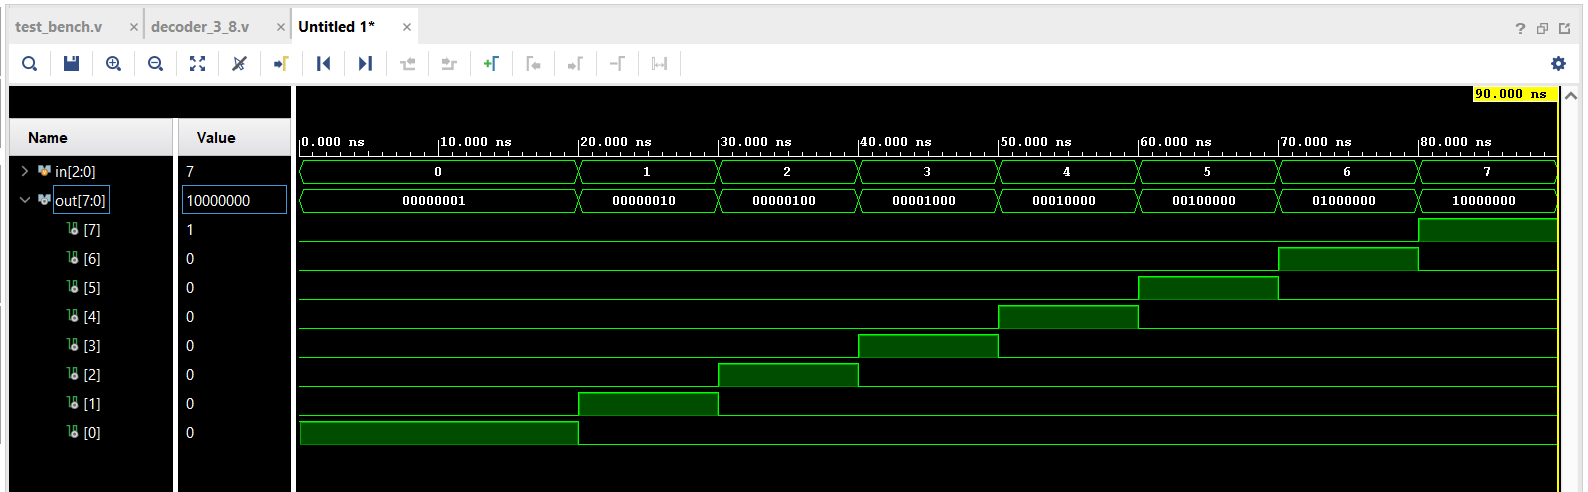 test_bench.v × decoder_3_8.v × Untitled 1* ×
?
90.000 ns
Name Value
0.000 ns 10.000 ns 20.000 ns 30.000 ns 40.000 ns 50.000 ns 60.000 ns 70.000 ns 80.000 ns
in[2:0] 7 0 1 2 3 4 5 6 7
out[7:0] 10000000 00000001 00000010 00000100 00001000 00010000 00100000 01000000 10000000
[7] 1
[6] 0
[5] 0
[4] 0
[3] 0
[2] 0
[1] 0
[0] 0